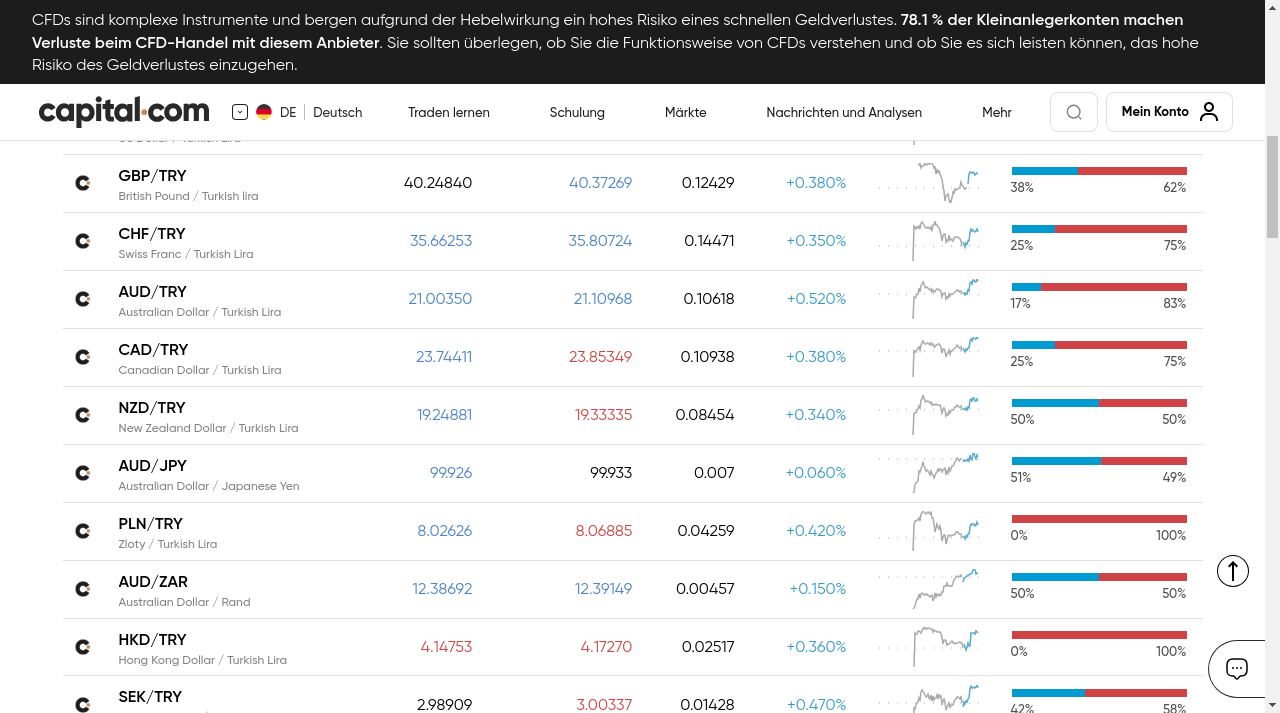 CFDs sind komplexe Instrumente und bergen aufgrund der Hebelwirkung ein hohes Risiko eines schnellen Geldverlustes. 78.1 % der Kleinanlegerkonten machen
Verluste beim CFD-Handel mit diesem Anbieter. Sie sollten überlegen, ob Sie die Funktionsweise von CFDs verstehen und ob Sie es sich leisten können, das hohe
Risiko des Geldverlustes einzugehen.
capital.com DE Deutsch Traden lernen Schulung Märkte Nachrichten und Analysen Mehr Mein Konto
US Dollar / Turkish Lira
GBP/TRY 40.24840 40.37269 0.12429 +0.380%
British Pound / Turkish lira 38% 62%
CHF/TRY 35.66253 35.80724 0.14471 +0.350%
Swiss Franc / Turkish Lira 25% 75%
AUD/TRY 21.00350 21.10968 0.10618 +0.520%
Australian Dollar / Turkish Lira 17% 83%
CAD/TRY 23.74411 23.85349 0.10938 +0.380%
Canadian Dollar / Turkish Lira 25% 75%
NZD/TRY 19.24881 19.33335 0.08454 +0.340%
New Zealand Dollar / Turkish Lira 50% 50%
AUD/JPY 99.926 99.933 0.007 +0.060%
Australian Dollar / Japanese Yen 51% 49%
PLN/TRY 8.02626 8.06885 0.04259 +0.420%
Zloty / Turkish Lira 0% 100%
AUD/ZAR 12.38692 12.39149 0.00457 +0.150%
Australian Dollar / Rand 50% 50%
HKD/TRY 4.14753 4.17270 0.02517 +0.360%
Hong Kong Dollar / Turkish Lira 0% 100%
SEK/TRY 2.98909 3.00337 0.01428 +0.470%
42% 58%